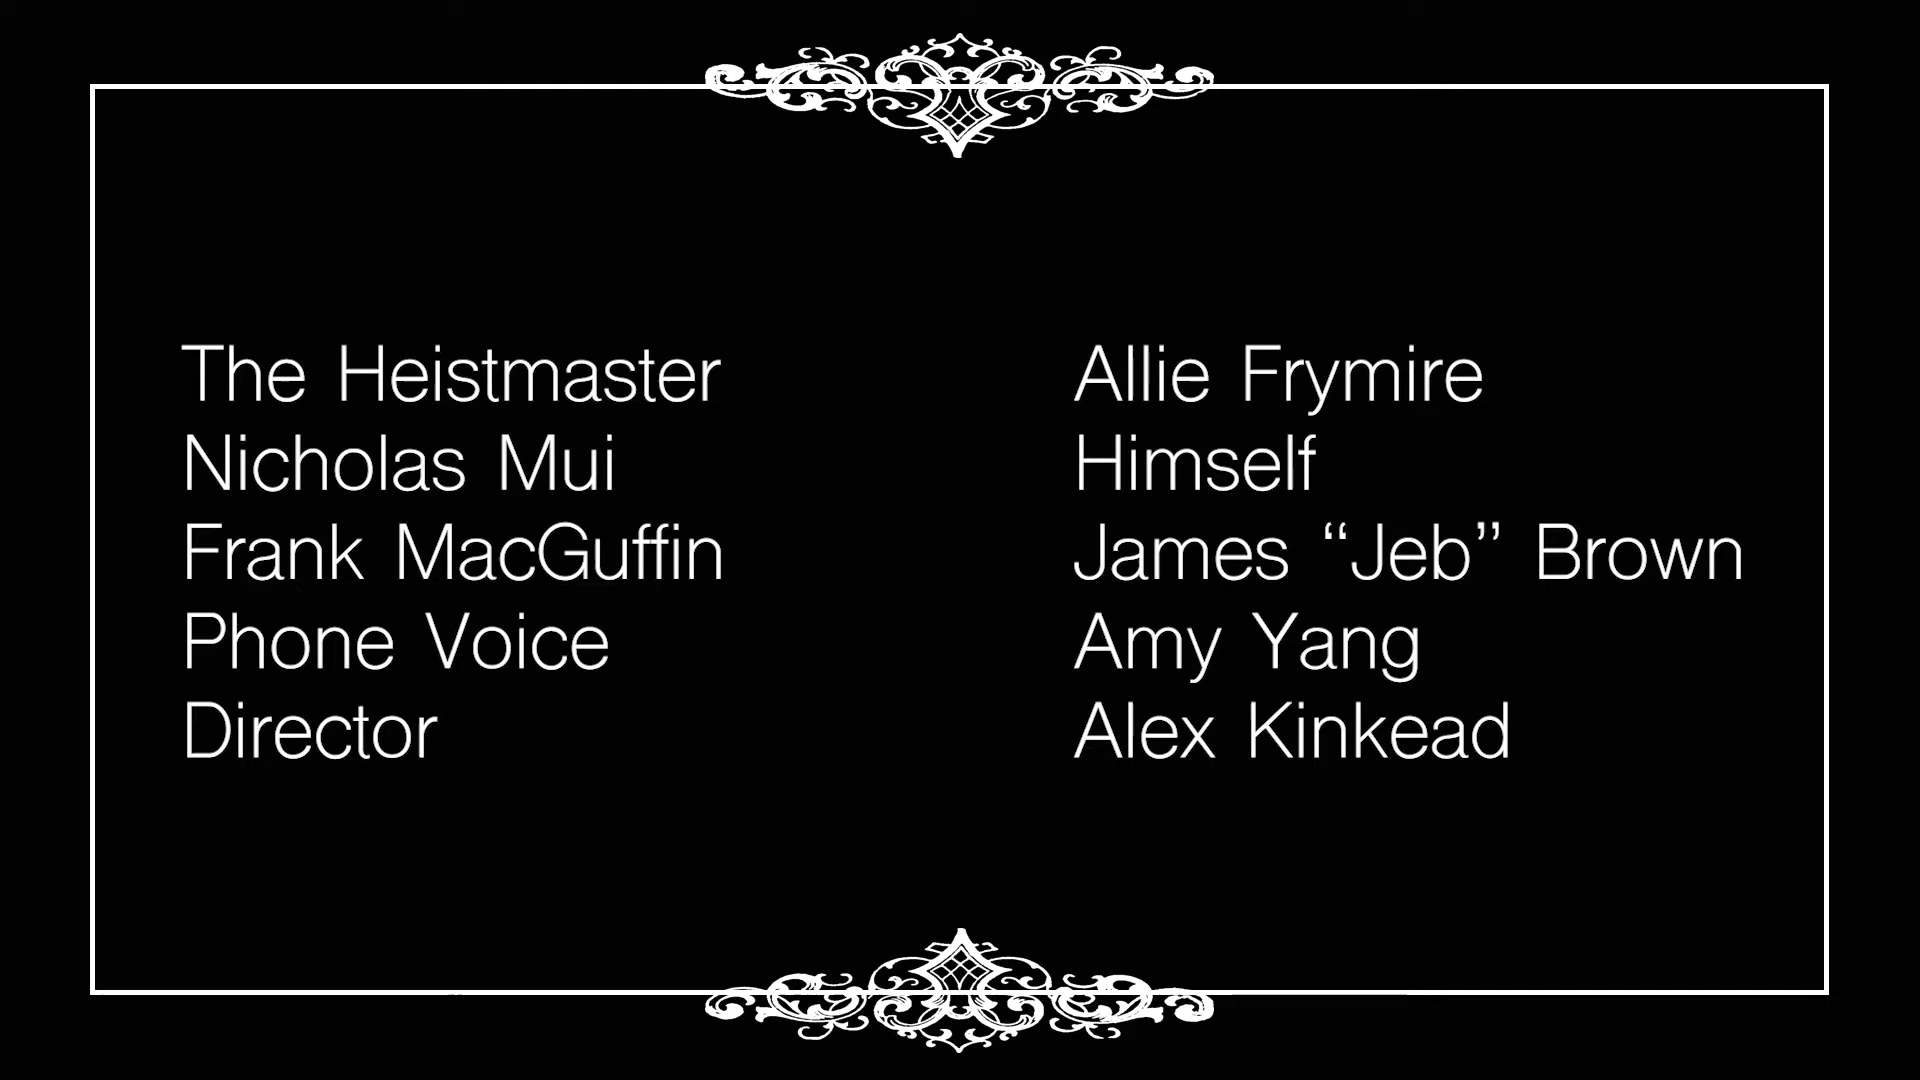 The Heistmaster Allie Frymire
Nicholas Mui Himself
Frank MacGuffin James “Jeb” Brown
Phone Voice Amy Yang
Director Alex Kinkead